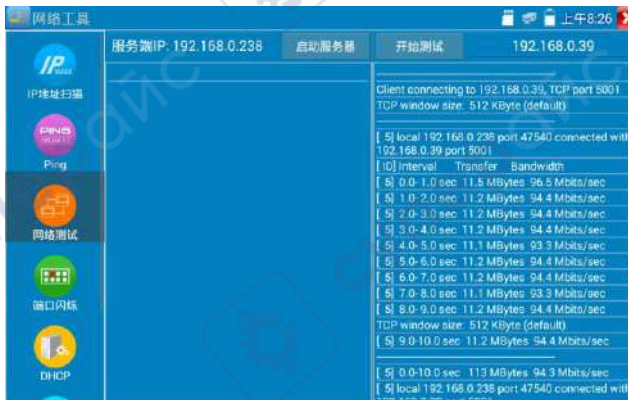 网络工具
上午8:26
服务端IP: 192.168.0.238
启动服务器
开始测试
192.168.0.39
IP地址扫描
PING
Ping
网络测试
端口闪烁
DHCP
Client connecting to 192.168.0.39, TCP port 5001
TCP window size: 512 KByte (default)
[ 5] local 192.168.0.238 port 47540 connected with
192.168.0.39 port 5001
[ ID] Interval Transfer Bandwidth
[ 5] 0.0- 1.0 sec 11.5 MBytes 96.5 Mbits/sec
[ 5] 1.0- 2.0 sec 11.2 MBytes 94.4 Mbits/sec
[ 5] 2.0- 3.0 sec 11.2 MBytes 94.4 Mbits/sec
[ 5] 3.0- 4.0 sec 11.2 MBytes 94.4 Mbits/sec
[ 5] 4.0- 5.0 sec 11.1 MBytes 93.3 Mbits/sec
[ 5] 5.0- 6.0 sec 11.2 MBytes 94.4 Mbits/sec
[ 5] 6.0- 7.0 sec 11.2 MBytes 94.4 Mbits/sec
[ 5] 7.0- 8.0 sec 11.1 MBytes 93.3 Mbits/sec
[ 5] 8.0- 9.0 sec 11.2 MBytes 94.4 Mbits/sec
TCP window size: 512 KByte (default)
[ 5] 9.0-10.0 sec 11.2 MBytes 94.4 Mbits/sec
[ 5] 0.0-10.0 sec 113 MBytes 94.3 Mbits/sec
[ 5] local 192.168.0.238 port 47540 connected with